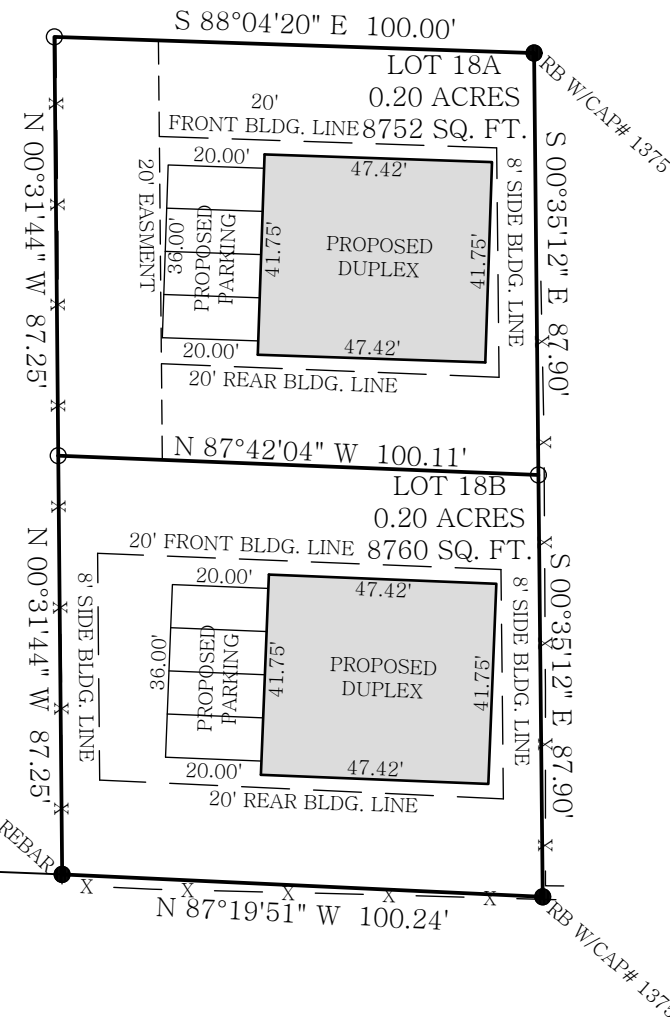 S 88°04'20" E 100.00'
RB W/CAP# 1375
LOT 18A
0.20 ACRES
8752 SQ. FT.
20'
FRONT BLDG. LINE
20.00'
47.42'
N 00°31'44" W 87.25'
20' EASMENT
36.00'
PROPOSED
PARKING
41.75'
PROPOSED
DUPLEX
41.75'
8' SIDE BLDG. LINE
S 00°35'12" E 87.90'
20.00'
47.42'
20' REAR BLDG. LINE
X
X
X
X
X
X
N 87°42'04" W 100.11'
LOT 18B
0.20 ACRES
8760 SQ. FT.
20' FRONT BLDG. LINE
20.00'
47.42'
N 00°31'44" W 87.25'
8' SIDE BLDG. LINE
36.00'
PROPOSED
PARKING
41.75'
PROPOSED
DUPLEX
41.75'
8' SIDE BLDG. LINE
S 00°35'12" E 87.90'
20.00'
47.42'
20' REAR BLDG. LINE
X
X
X
X
X
X
X
X
REBAR
X X X X X
N 87°19'51" W 100.24'
RB W/CAP# 1375